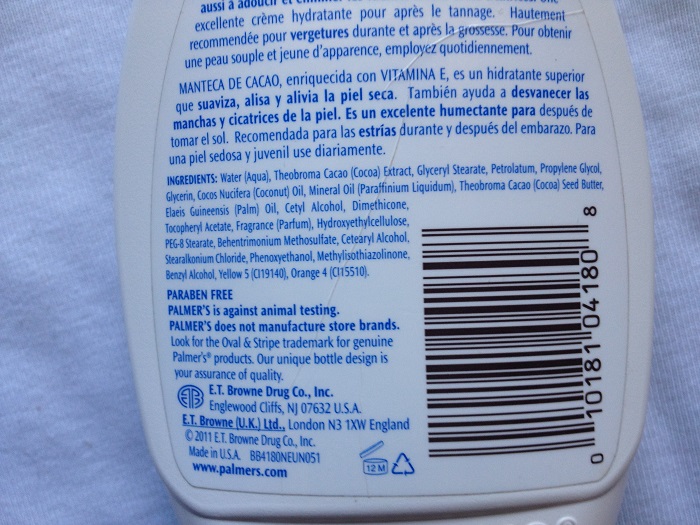 aussi à adoucir et
excellente crème hydratante pour après le tannage. Hautement
recommendée pour vergetures durante et après la grossesse. Pour obtenir
une peau souple et jeune d'apparence, employez quotidiennement.
MANTECA DE CACAO, enriquecida con VITAMINA E, es un hidratante superior
que suaviza, alisa y alivia la piel seca. También ayuda a desvanecer las
manchas y cicatrices de la piel. Es un excelente humectante para después de
tomar el sol. Recomendada para las estrías durante y después del embarazo. Para
una piel sedosa y juvenil use diariamente.
INGREDIENTS: Water (Aqua), Theobroma Cacao (Cocoa) Extract, Glyceryl Stearate, Petrolatum, Propylene Glycol,
Glycerin, Cocos Nucifera (Coconut) Oil, Mineral Oil (Paraffinium Liquidum), Theobroma Cacao (Cocoa) Seed Butter,
Elaeis Guineensis (Palm) Oil, Cetyl Alcohol, Dimethicone,
Tocopheryl Acetate, Fragrance (Parfum), Hydroxyethylcellulose,
PEG-8 Stearate, Behentrimonium Methosulfate, Cetearyl Alcohol,
Stearalkonium Chloride, Phenoxyethanol, Methylisothiazolinone,
Benzyl Alcohol, Yellow 5 (CI19140), Orange 4 (CI15510).
PARABEN FREE
PALMER'S is against animal testing.
PALMER'S does not manufacture store brands.
Look for the Oval & Stripe trademark for genuine
Palmer's® products. Our unique bottle design is
your assurance of quality.
E.T. Browne Drug Co., Inc.
Englewood Cliffs, NJ 07632 U.S.A.
E.T. Browne (U.K.) Ltd., London N3 1XW England
© 2011 E.T. Browne Drug Co., Inc.
Made in U.S.A. BB4180NEUN051
www.palmers.com
12 M
0 10181 04180 8